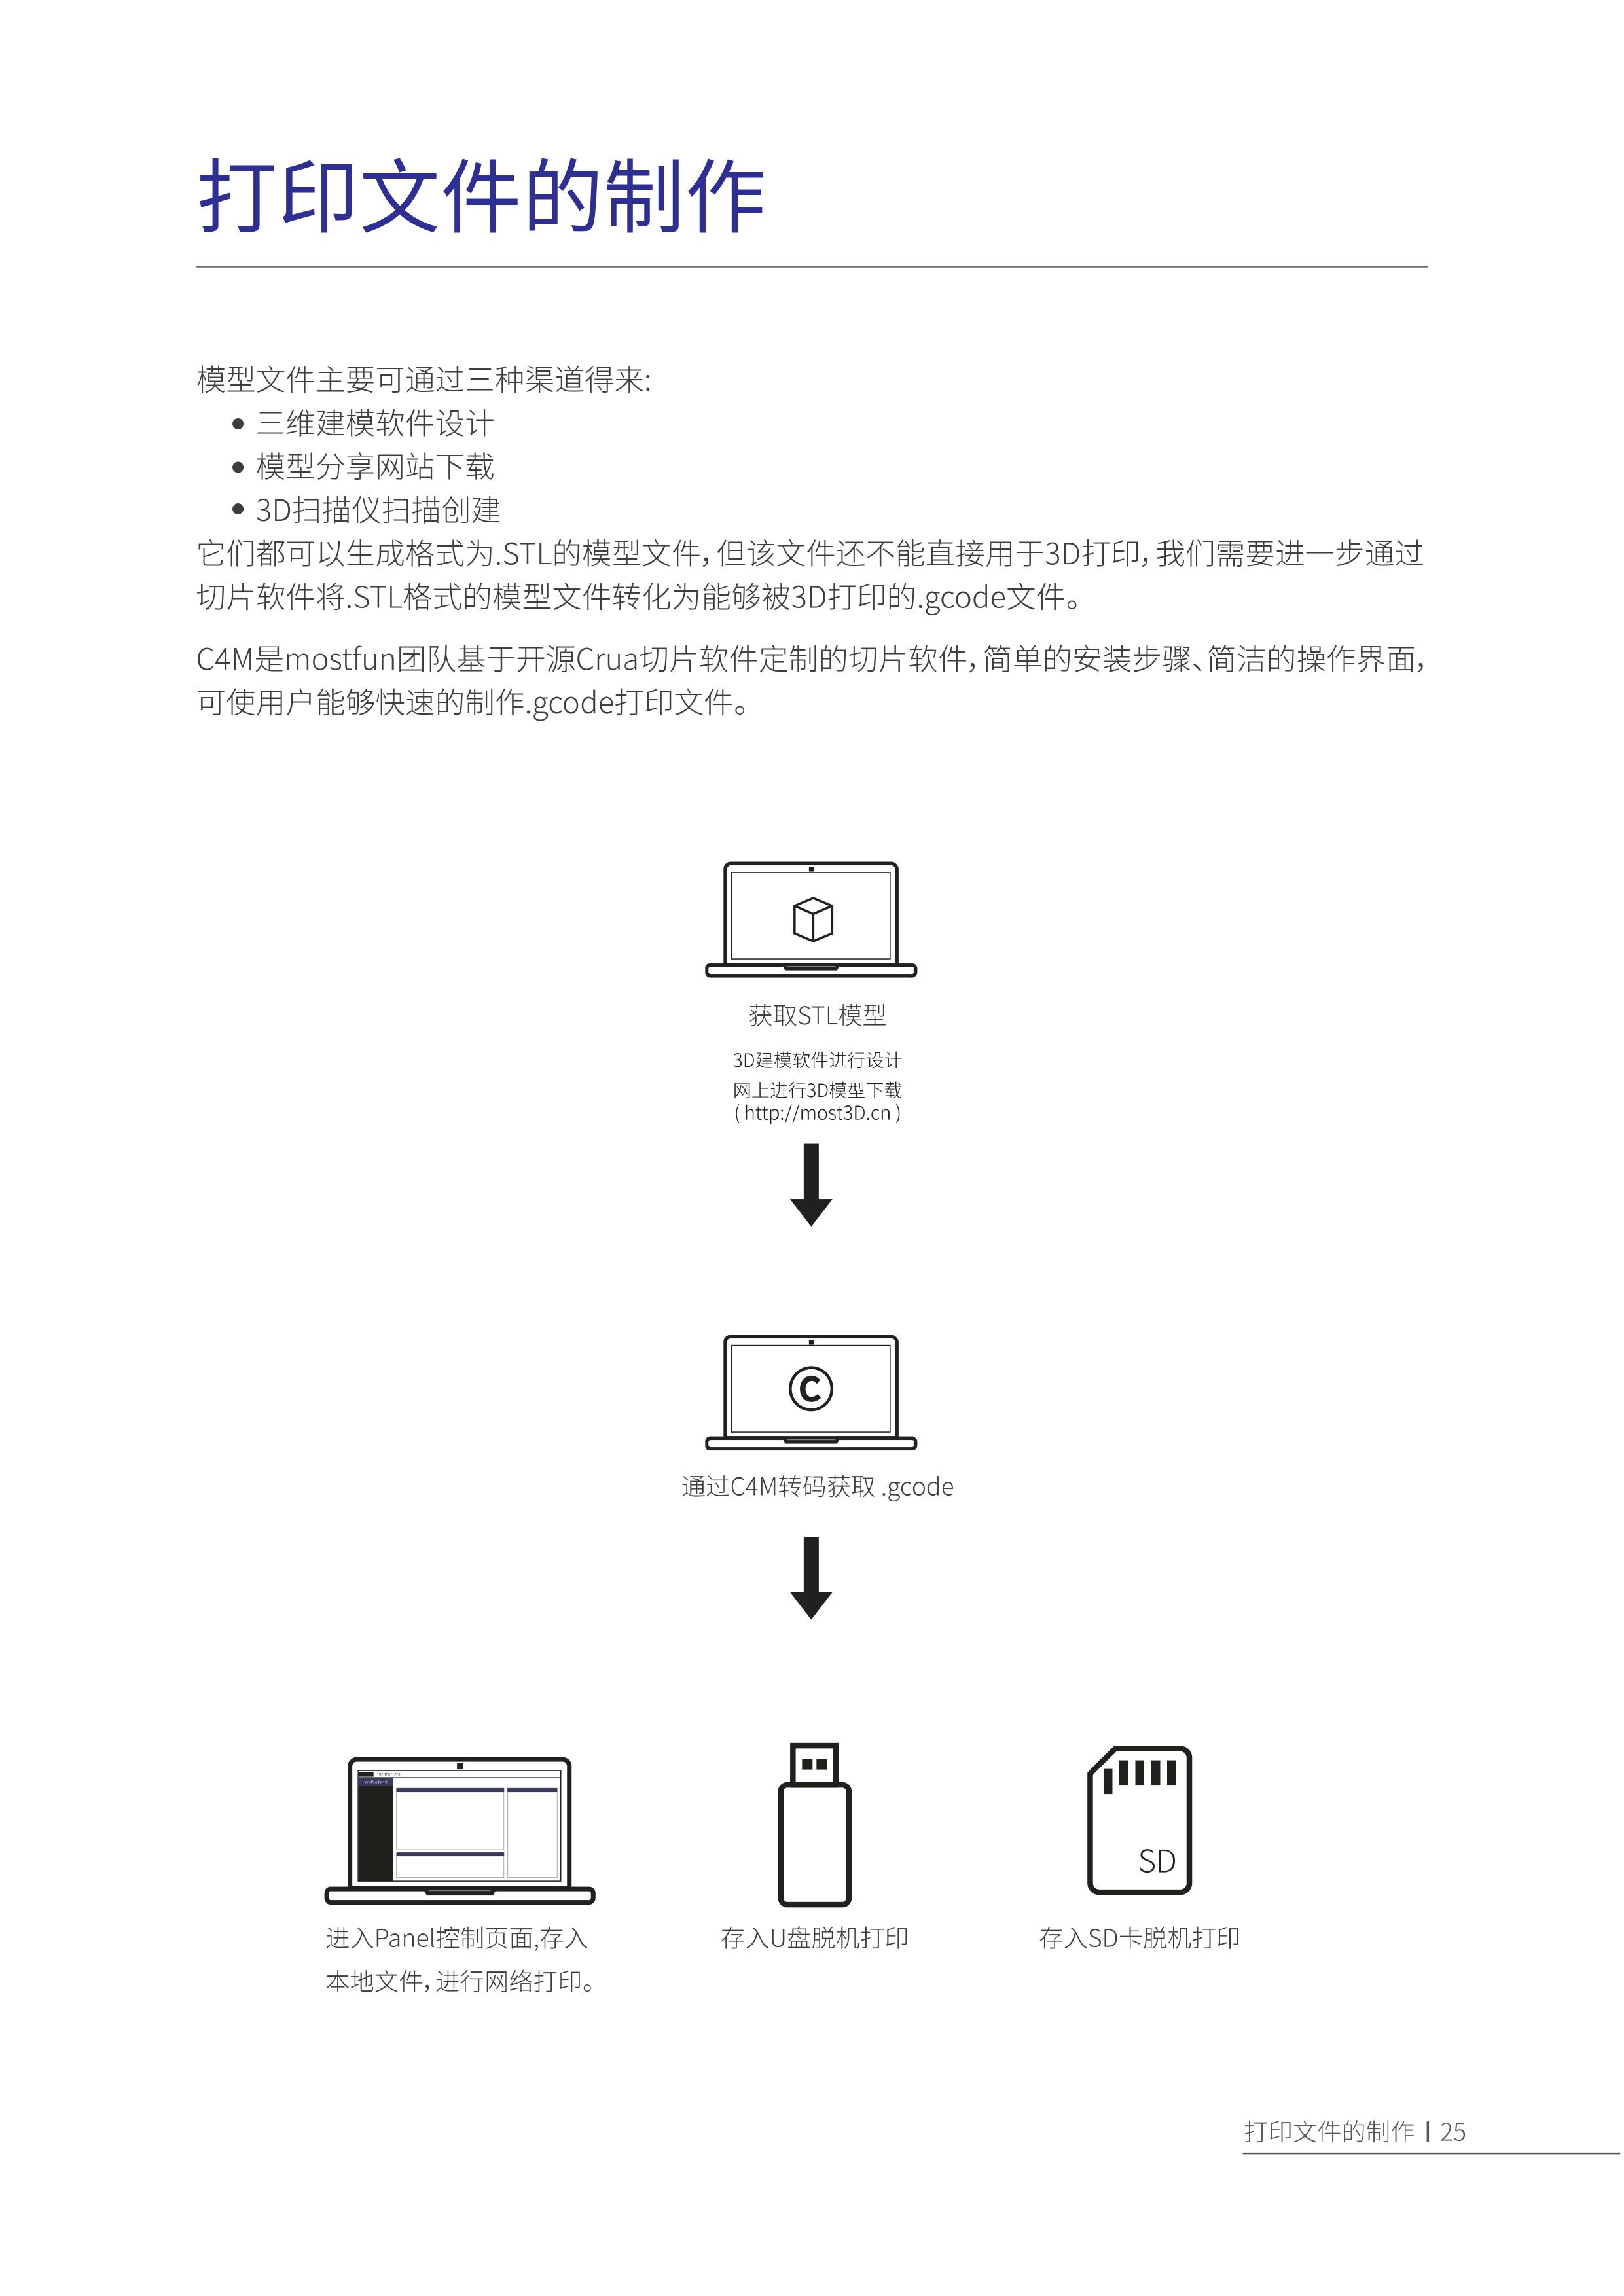 打印文件的制作
模型文件主要可通过三种渠道得来:
● 三维建模软件设计
● 模型分享网站下载
● 3D扫描仪扫描创建
它们都可以生成格式为.STL的模型文件，但该文件还不能直接用于3D打印，我们需要进一步通过
切片软件将.STL格式的模型文件转化为能够被3D打印的.gcode文件。
C4M是mostfun团队基于开源Crua切片软件定制的切片软件，简单的安装步骤、简洁的操作界面，
可使用户能够快速的制作.gcode打印文件。
获取STL模型
3D建模软件进行设计
网上进行3D模型下载
( http://most3D.cn )
C
通过C4M转码获取 .gcode
SD
进入Panel控制页面,存入
本地文件，进行网络打印。
存入U盘脱机打印
存入SD卡脱机打印
打印文件的制作 | 25